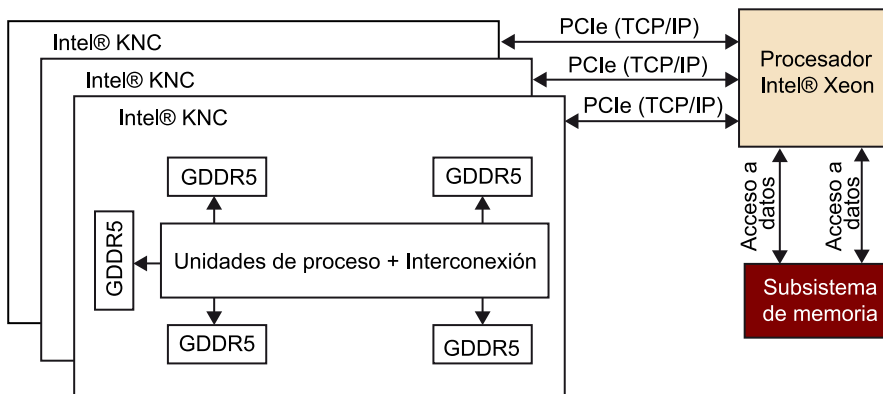 Intel® KNC
PCIe (TCP/IP)
Intel® KNC
PCIe (TCP/IP)
Intel® KNC
PCIe (TCP/IP)
Procesador
Intel® Xeon
GDDR5
GDDR5
GDDR5
Unidades de proceso + Interconexión
GDDR5
GDDR5
Acceso a
datos
Acceso a
datos
Subsistema
de memoria